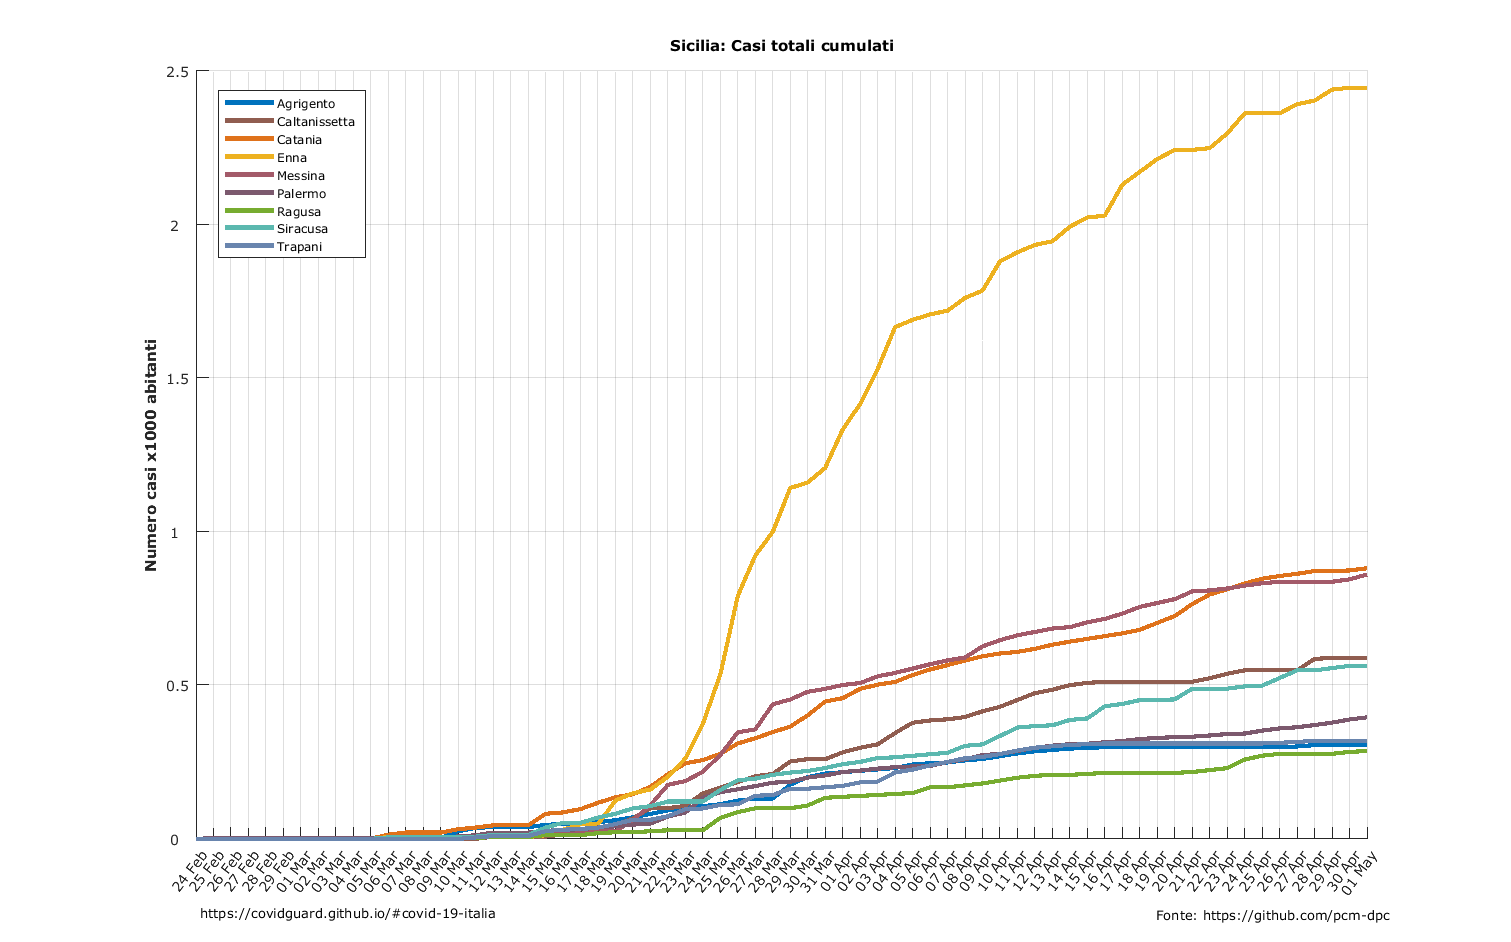 Sicilia: Casi totali cumulati
Numero casi x1000 abitanti
2.5
2
1.5
1
0.5
0
Agrigento
Caltanissetta
Catania
Enna
Messina
Palermo
Ragusa
Siracusa
Trapani
24 Feb
25 Feb
26 Feb
27 Feb
28 Feb
29 Feb
01 Mar
02 Mar
03 Mar
04 Mar
05 Mar
06 Mar
07 Mar
08 Mar
09 Mar
10 Mar
11 Mar
12 Mar
13 Mar
14 Mar
15 Mar
16 Mar
17 Mar
18 Mar
19 Mar
20 Mar
21 Mar
22 Mar
23 Mar
24 Mar
25 Mar
26 Mar
27 Mar
28 Mar
29 Mar
30 Mar
31 Mar
01 Apr
02 Apr
03 Apr
04 Apr
05 Apr
06 Apr
07 Apr
08 Apr
09 Apr
10 Apr
11 Apr
12 Apr
13 Apr
14 Apr
15 Apr
16 Apr
17 Apr
18 Apr
19 Apr
20 Apr
21 Apr
22 Apr
23 Apr
24 Apr
25 Apr
26 Apr
27 Apr
28 Apr
29 Apr
30 Apr
01 May
https://covidguard.github.io/#covid-19-italia
Fonte: https://github.com/pcm-dpc